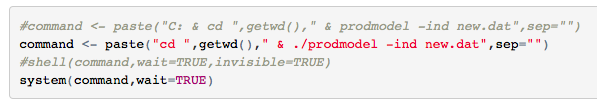 #command <- paste("C: & cd ",getwd()," & prodmodel -ind new.dat",sep="")
command <- paste("cd ",getwd()," & ./prodmodel -ind new.dat",sep="")
#shell(command,wait=TRUE,invisible=TRUE)
system(command,wait=TRUE)